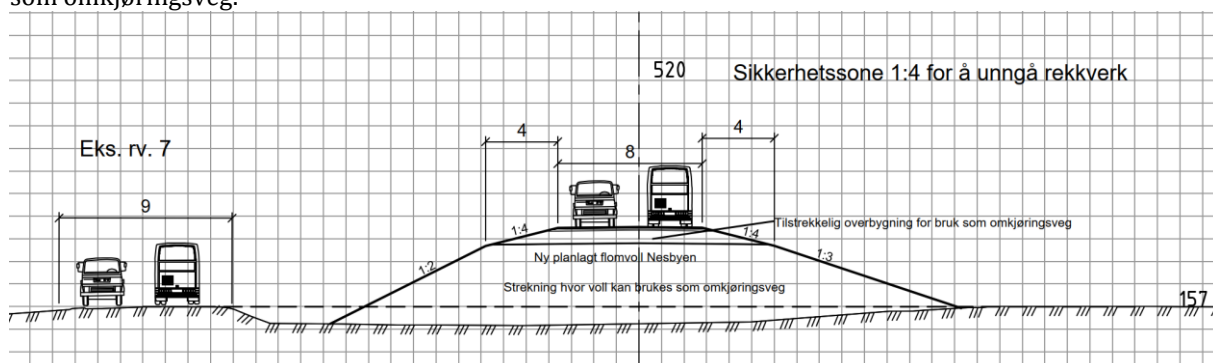 som omkjøringsveg.
520
Sikkerhetssone 1:4 for å unngå rekkverk
4
4
Eks. rv. 7
8
9
Tilstrekkelig overbygning for bruk som omkjøringsveg
1:4
1:4
Ny planlagt flomvoll Nesbyen
1:2
1:3
Strekning hvor voll kan brukes som omkjøringsveg
157